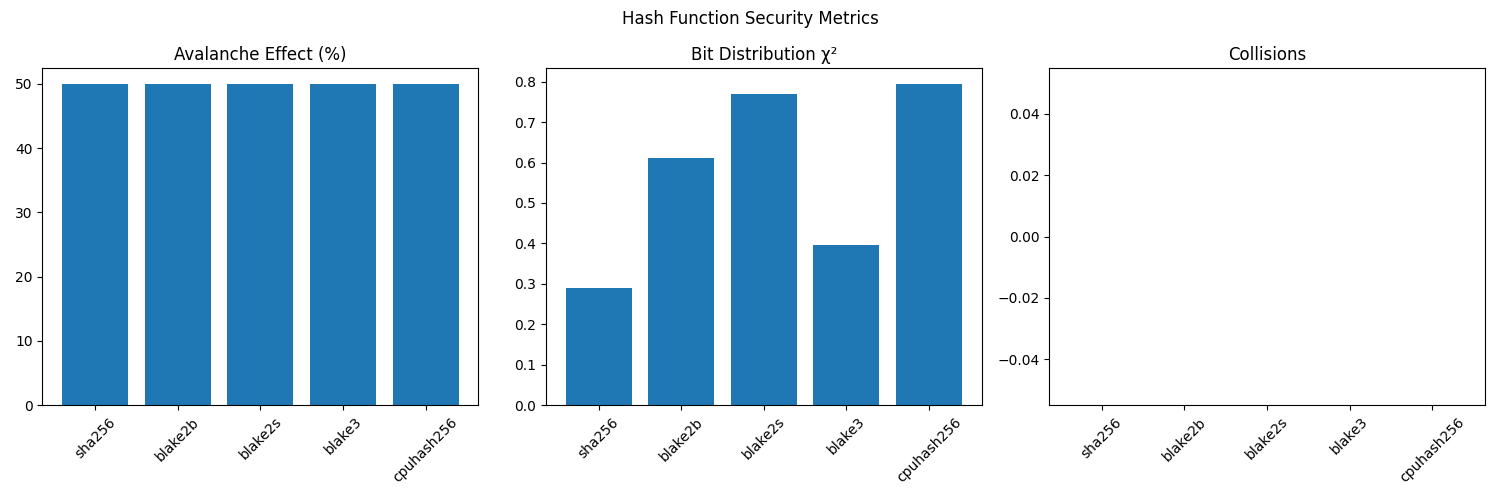 Hash Function Security Metrics
Avalanche Effect (%)
50
40
30
20
10
0
sha256
blake2b
blake2s
blake3
cpuhash256
Bit Distribution χ²
0.8
0.7
0.6
0.5
0.4
0.3
0.2
0.1
0.0
sha256
blake2b
blake2s
blake3
cpuhash256
Collisions
0.04
0.02
0.00
−0.02
−0.04
sha256
blake2b
blake2s
blake3
cpuhash256